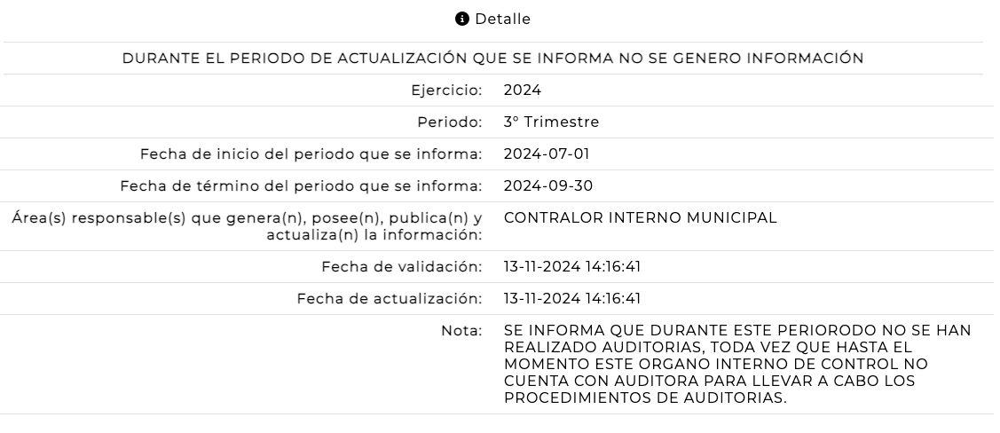 Detalle
DURANTE EL PERIODO DE ACTUALIZACIÓN QUE SE INFORMA NO SE GENERO INFORMACIÓN
Ejercicio: 2024
Periodo: 3° Trimestre
Fecha de inicio del periodo que se informa: 2024-07-01
Fecha de término del periodo que se informa: 2024-09-30
Área(s) responsable(s) que genera(n), posee(n), publica(n) y CONTRALOR INTERNO MUNICIPAL
actualiza(n) la información:
Fecha de validación: 13-11-2024 14:16:41
Fecha de actualización: 13-11-2024 14:16:41
Nota: SE INFORMA QUE DURANTE ESTE PERIORODO NO SE HAN
REALIZADO AUDITORIAS, TODA VEZ QUE HASTA EL
MOMENTO ESTE ORGANO INTERNO DE CONTROL NO
CUENTA CON AUDITORA PARA LLEVAR A CABO LOS
PROCEDIMIENTOS DE AUDITORIAS.